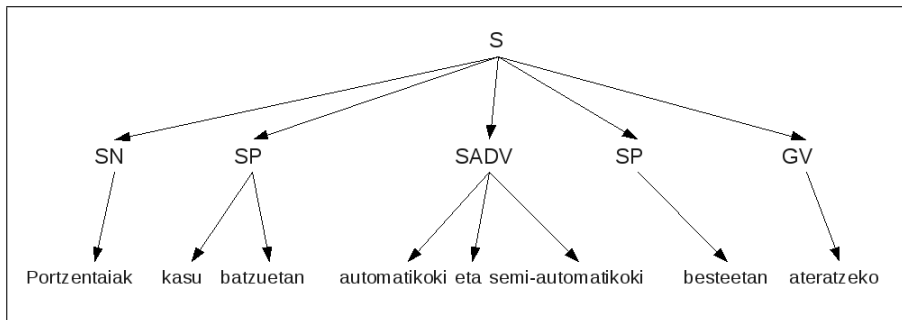 S
SN SP SADV SP GV
Portzentaiak kasu batzuetan automatikoki eta semi-automatikoki besteetan ateratzeko